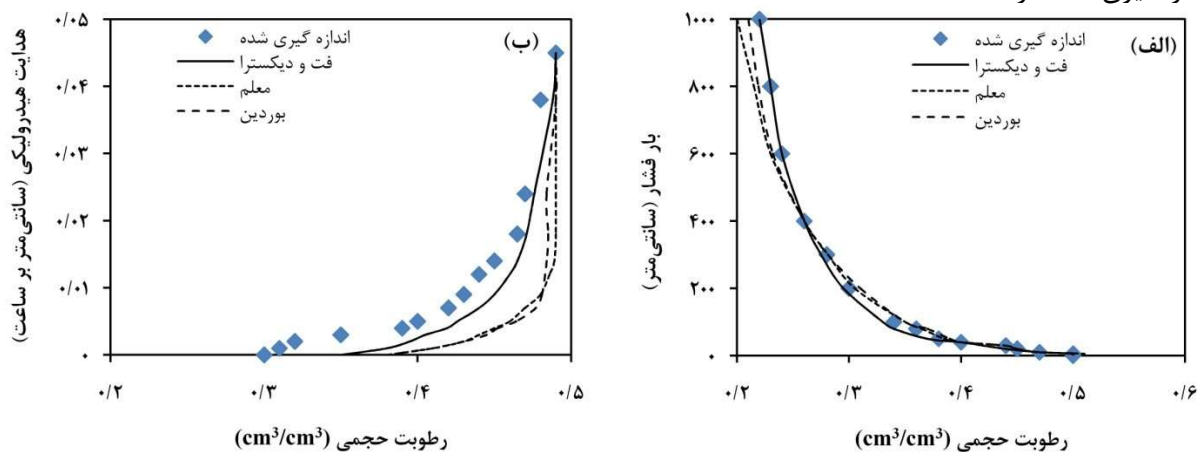 (الف)
اندازه گیری شده
فت و دیکسترا
معلم
بوردین
بار فشار (سانتی‌متر)
۱۰۰۰
۸۰۰
۶۰۰
۴۰۰
۲۰۰
۰
۰/۲ ۰/۳ ۰/۴ ۰/۵ ۰/۶
رطوبت حجمی (cm³/cm³)
(ب)
اندازه گیری شده
فت و دیکسترا
معلم
بوردین
هدایت هیدرولیکی (سانتی‌متر بر ساعت)
۰/۰۵
۰/۰۴
۰/۰۳
۰/۰۲
۰/۰۱
۰
۰/۲ ۰/۳ ۰/۴ ۰/۵
رطوبت حجمی (cm³/cm³)